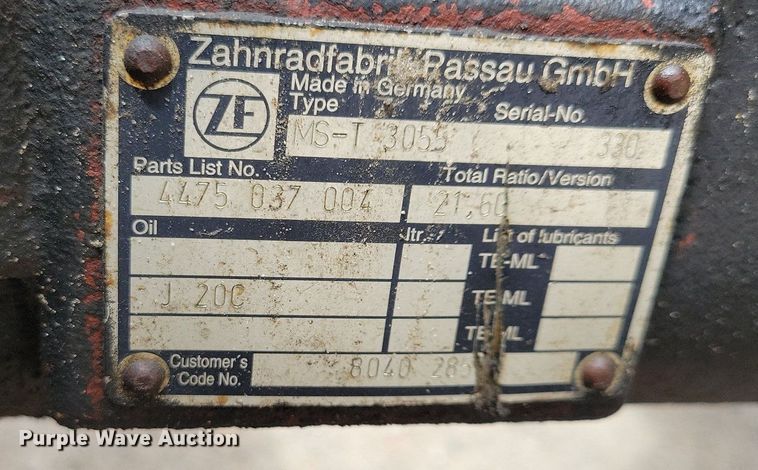 Zahnradfabrik Passau GmbH
ZF
Made in Germany
Type
Serial-No.
MS-T 3055 330
Parts List No. Total Ratio/Version
4475 037 004 21,60
Oil ltr. List of lubricants
TE-ML
J 20C TE-ML
TE-ML
Customer's
Code No.
8040 285
Purple Wave Auction